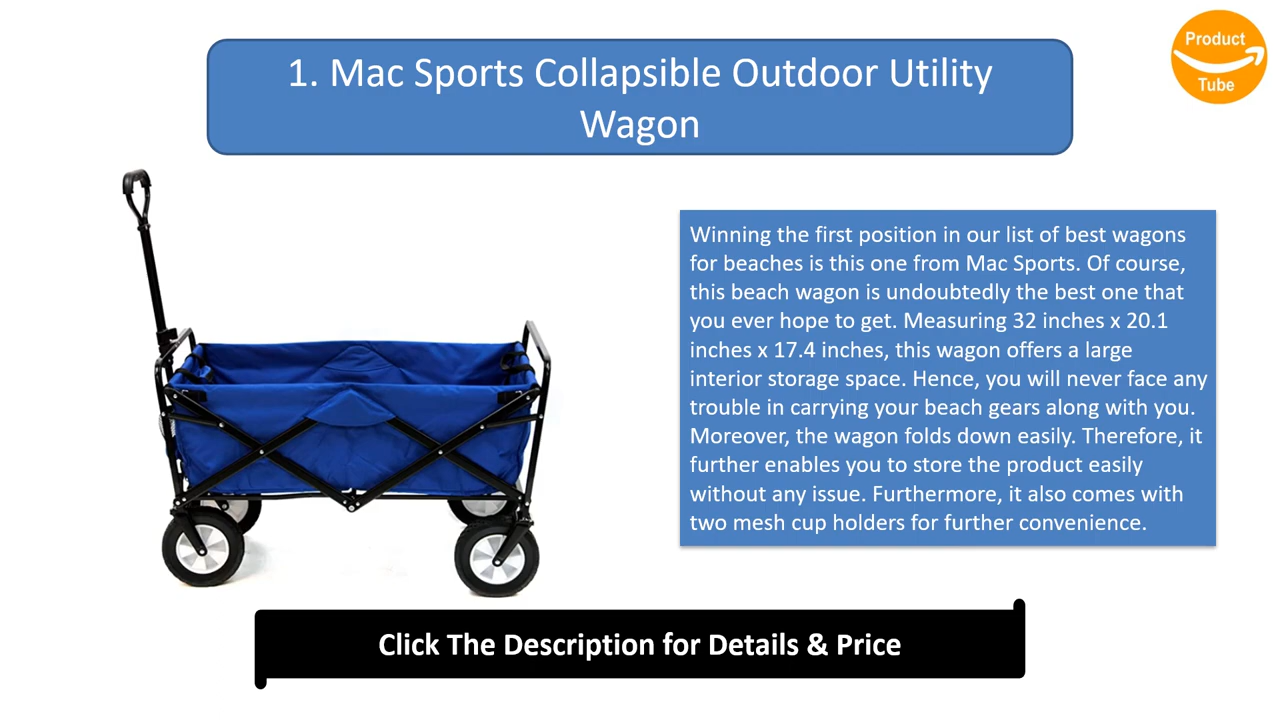 1. Mac Sports Collapsible Outdoor Utility
Wagon
Product
Tube
Winning the first position in our list of best wagons
for beaches is this one from Mac Sports. Of course,
this beach wagon is undoubtedly the best one that
you ever hope to get. Measuring 32 inches x 20.1
inches x 17.4 inches, this wagon offers a large
interior storage space. Hence, you will never face any
trouble in carrying your beach gears along with you.
Moreover, the wagon folds down easily. Therefore, it
further enables you to store the product easily
without any issue. Furthermore, it also comes with
two mesh cup holders for further convenience.
Click The Description for Details & Price